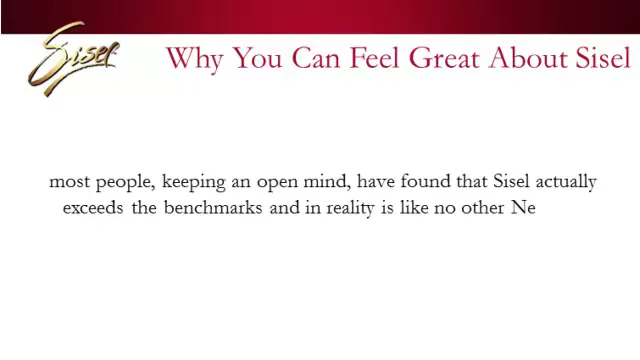 Sisel
Why You Can Feel Great About Sisel
most people, keeping an open mind, have found that Sisel actually
exceeds the benchmarks and in reality is like no other Ne